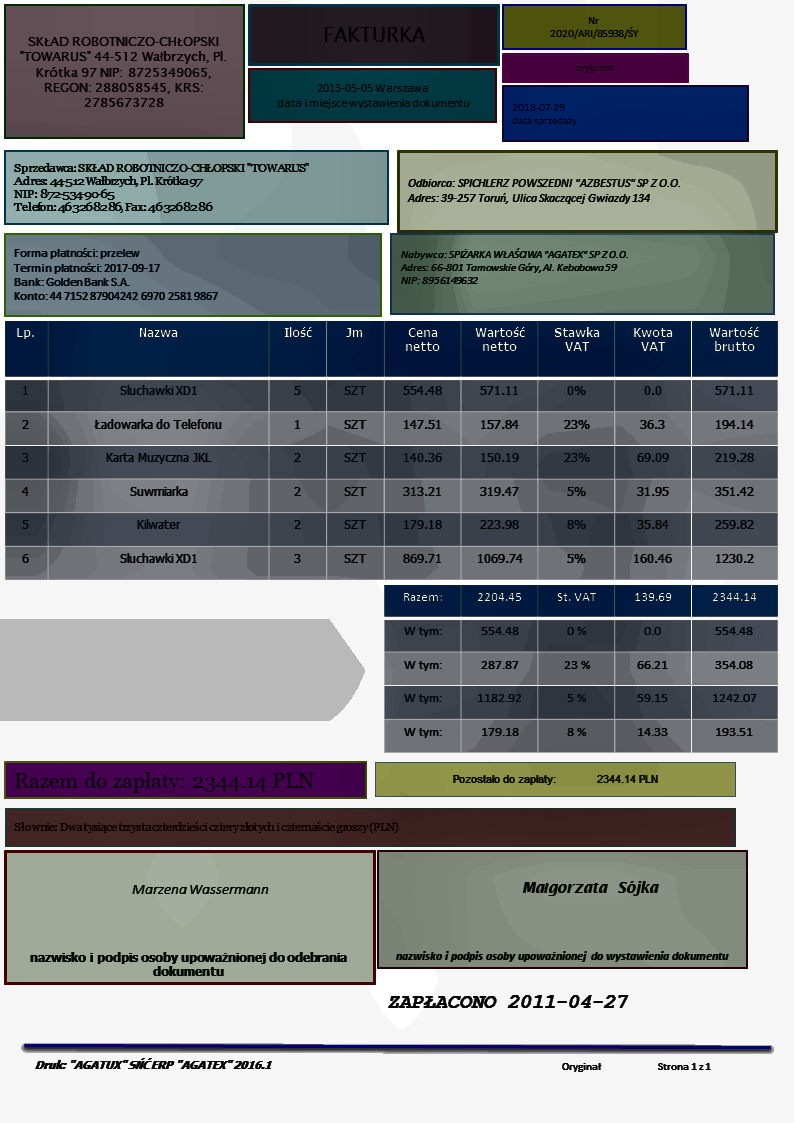 SKŁAD ROBOTNICZO-CHŁOPSKI
"TOWARUS" 44-512 Wałbrzych, Pl.
Krótka 97 NIP: 8725349065,
REGON: 288058545, KRS:
2785673728
FAKTURKA
2013-05-05 Warszawa
data i miejsce wystawienia dokumentu
Nr
2020/ARI/85938/ŚY
oryginał
2018-07-29
data sprzedaży
Sprzedawca: SKŁAD ROBOTNICZO-CHŁOPSKI "TOWARUS"
Adres: 44-512 Wałbrzych, Pl. Krótka 97
NIP: 872-534-90-65
Telefon: 463268286, Fax: 463268286
Odbiorca: SPICHLERZ POWSZEDNI "AZBESTUS" SP Z O.O.
Adres: 39-257 Toruń, Ulica Skaczącej Gwiazdy 134
Forma płatności: przelew
Termin płatności: 2017-09-17
Bank: Golden Bank S.A.
Konto: 44 7152 8790 4242 6970 2581 9867
Nabywca: SPIŻARKA WŁAŚCIWA "AGATEX" SP Z O.O.
Adres: 66-801 Tarnowskie Góry, Al. Kebabowa 59
NIP: 8956149632
Lp. Nazwa Ilość Jm Cena netto Wartość netto Stawka VAT Kwota VAT Wartość brutto
1 Słuchawki XD1 5 SZT 554.48 571.11 0% 0.0 571.11
2 Ładowarka do Telefonu 1 SZT 147.51 157.84 23% 36.3 194.14
3 Karta Muzyczna JKL 2 SZT 140.36 150.19 23% 69.09 219.28
4 Suwmiarka 2 SZT 313.21 319.47 5% 31.95 351.42
5 Kilwater 2 SZT 179.18 223.98 8% 35.84 259.82
6 Słuchawki XD1 3 SZT 869.71 1069.74 5% 160.46 1230.2
Razem: 2204.45 St. VAT 139.69 2344.14
W tym: 554.48 0 % 0.0 554.48
W tym: 287.87 23 % 66.21 354.08
W tym: 1182.92 5 % 59.15 1242.07
W tym: 179.18 8 % 14.33 193.51
Razem do zapłaty: 2344.14 PLN
Pozostało do zapłaty: 2344.14 PLN
Słownie: Dwa tysiące trzysta czterdzieści cztery złotych i czternaście groszy (PLN)
Marzena Wassermann
nazwisko i podpis osoby upoważnionej do odebrania
dokumentu
Małgorzata Sójka
nazwisko i podpis osoby upoważnionej do wystawienia dokumentu
ZAPŁACONO 2011-04-27
Druk: "AGATUX" SŃĆ ERP "AGATEX" 2016.1
Oryginał Strona 1 z 1